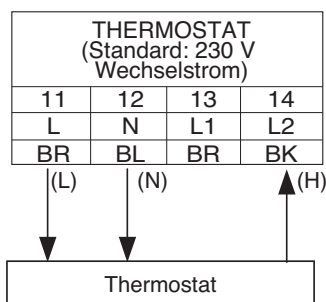 THERMOSTAT
(Standard: 230 V
Wechselstrom)
11 12 13 14
L N L1 L2
BR BL BR BK
(L) (N) (H)
Thermostat